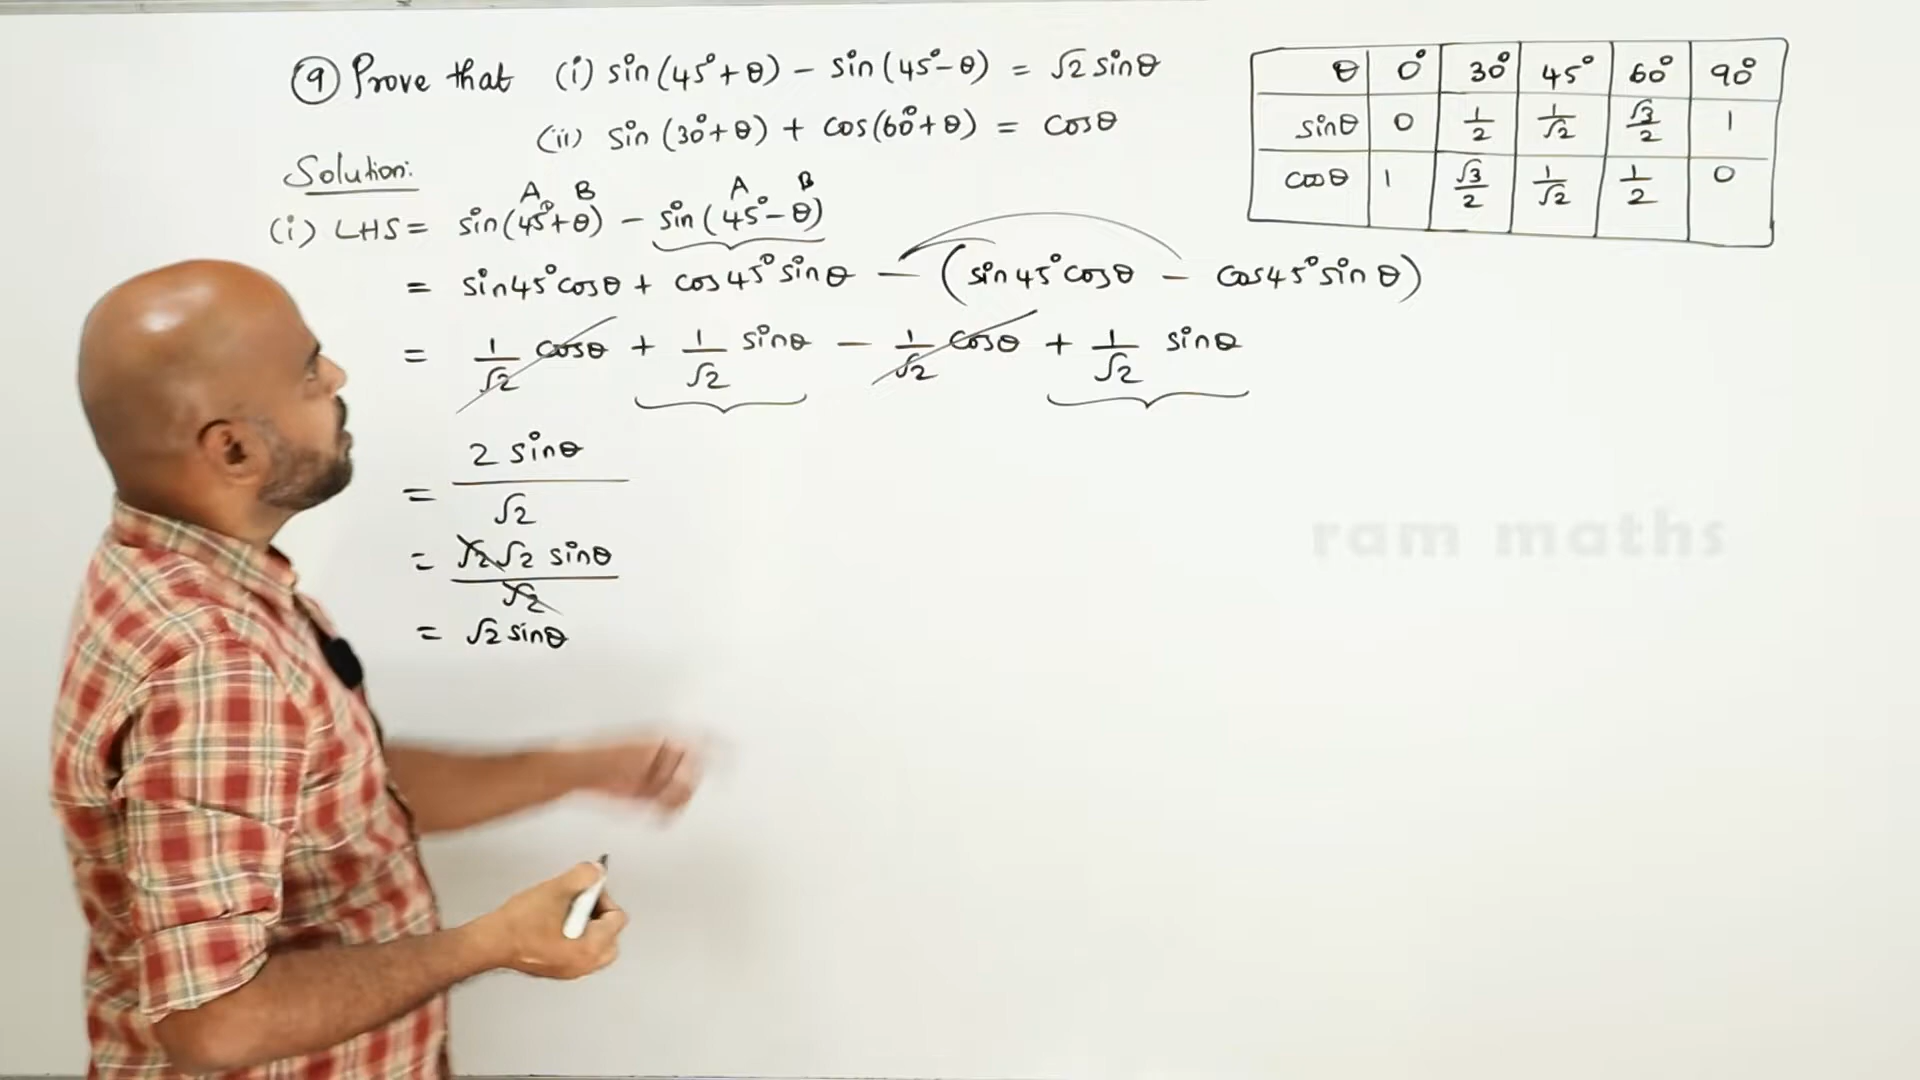 ⑨ Prove that (i) sin(45°+θ) − sin(45°−θ) = √2 sinθ
(ii) Sin(30°+θ) + cos(60°+θ) = cosθ
θ 0° 30° 45° 60° 90°
sinθ 0 1/2 1/√2 √3/2 1
cosθ 1 √3/2 1/√2 1/2 0
Solution:
A B A B
(i) LHS = sin(45°+θ) − sin(45°−θ)
= sin45°cosθ + cos45°sinθ − (sin45°cosθ − cos45°sinθ)
= 1/√2 cosθ + 1/√2 sinθ − 1/√2 cosθ + 1/√2 sinθ
= 2 sinθ/√2
= √2√2 sinθ/√2
= √2 sinθ
ram maths